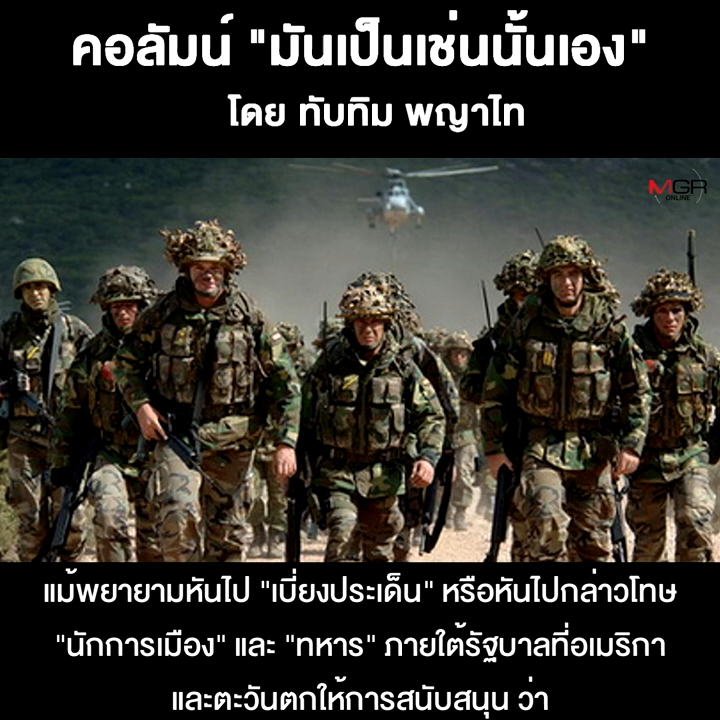 คอลัมน์ "มันเป็นเช่นนั้นเอง"
โดย ทับทิม พญาไท
MGR
ONLINE
แม้พยายามหันไป "เบี่ยงประเด็น" หรือหันไปกล่าวโทษ
"นักการเมือง" และ "ทหาร" ภายใต้รัฐบาลที่อเมริกา
และตะวันตกให้การสนับสนุน ว่า